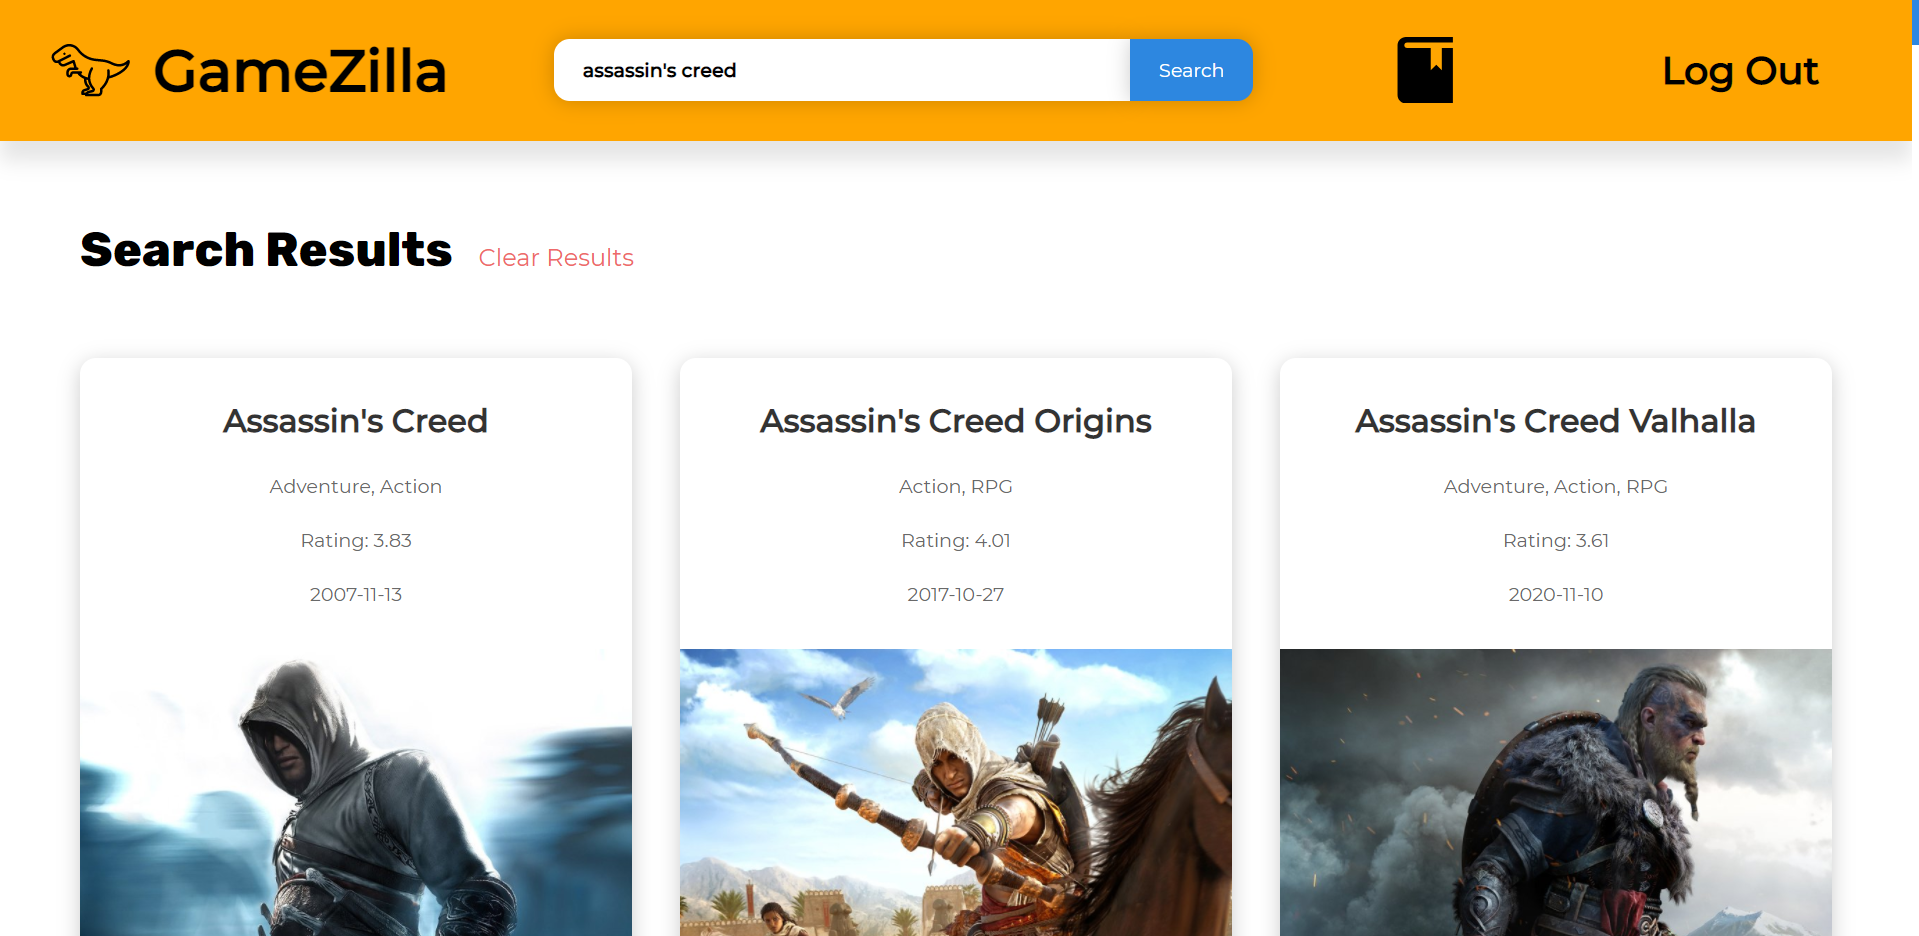 GameZilla
assassin's creed
Search
Log Out
Search Results
Clear Results
Assassin's Creed
Adventure, Action
Rating: 3.83
2007-11-13
Assassin's Creed Origins
Action, RPG
Rating: 4.01
2017-10-27
Assassin's Creed Valhalla
Adventure, Action, RPG
Rating: 3.61
2020-11-10